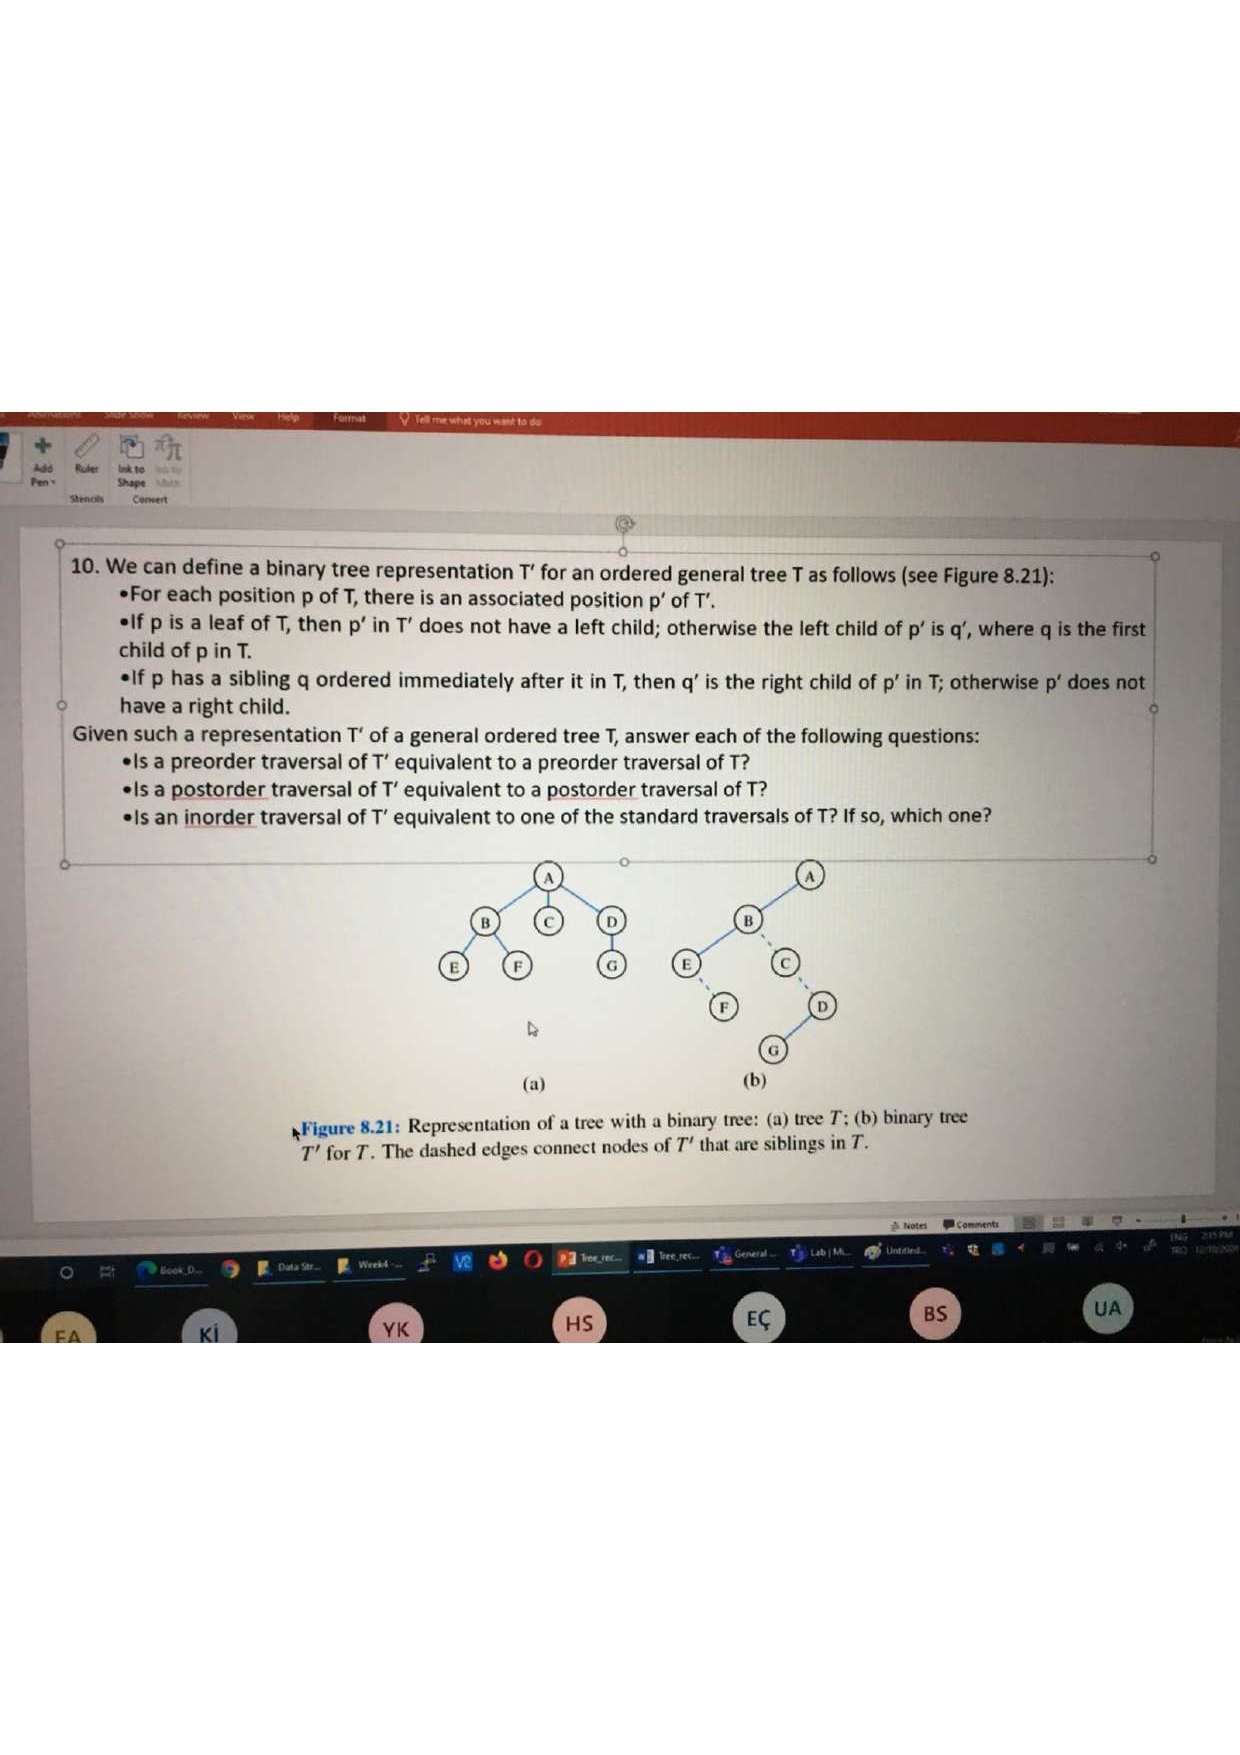 Animations Slide Show Review View Help Format Tell me what you want to do
Add
Pen
Ruler
Ink to
Shape
Ink to
Math
Stencils
Convert
10. We can define a binary tree representation T' for an ordered general tree T as follows (see Figure 8.21):
•For each position p of T, there is an associated position p' of T'.
•If p is a leaf of T, then p' in T' does not have a left child; otherwise the left child of p' is q', where q is the first
child of p in T.
•If p has a sibling q ordered immediately after it in T, then q' is the right child of p' in T; otherwise p' does not
have a right child.
Given such a representation T' of a general ordered tree T, answer each of the following questions:
•Is a preorder traversal of T' equivalent to a preorder traversal of T?
•Is a postorder traversal of T' equivalent to a postorder traversal of T?
•Is an inorder traversal of T' equivalent to one of the standard traversals of T? If so, which one?
A
B C D
E F G
(a)
A
B
E C
F D
G
(b)
Figure 8.21: Representation of a tree with a binary tree: (a) tree T; (b) binary tree
T' for T. The dashed edges connect nodes of T' that are siblings in T.
Notes Comments
Book_D... Data Str... Week4 -... Tree_rec... Tree_rec... General ... Lab | Mi... Untitled...
ENG 2:15 PM
EA Kİ YK HS EÇ BS UA